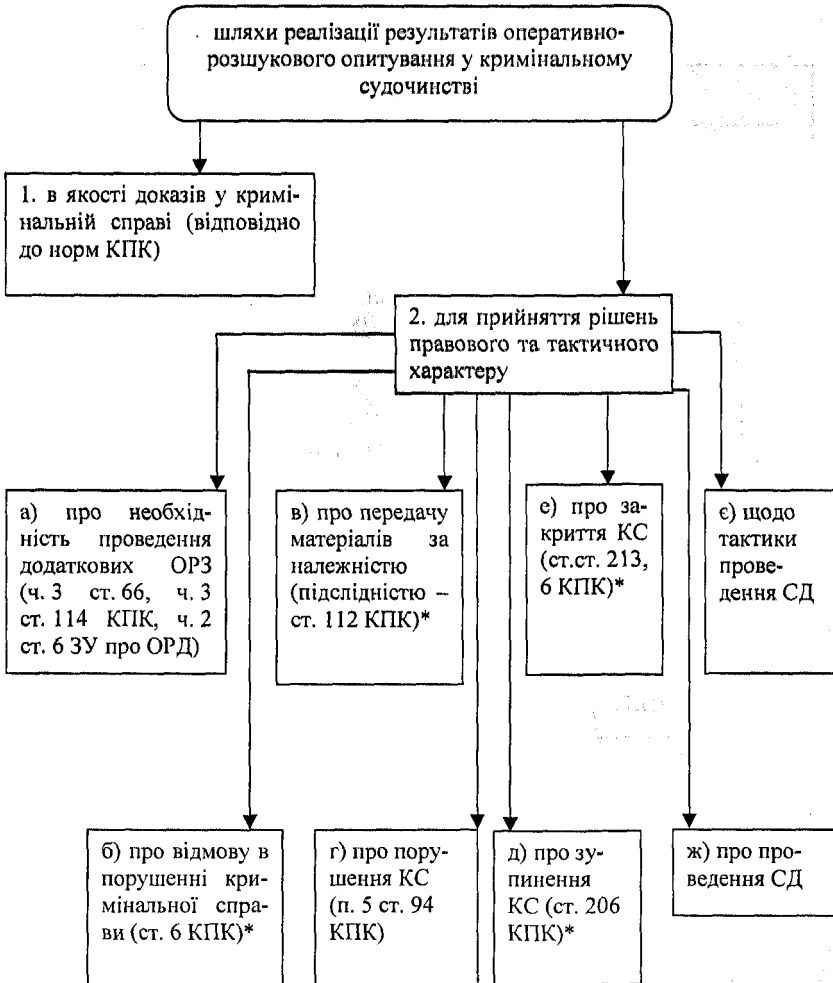 шляхи реалізації результатів оперативно-
розшукового опитування у кримінальному
судочинстві
1. в якості доказів у кримі-
нальній справі (відповідно
до норм КПК)
2. для прийняття рішень
правового та тактичного
характеру
а) про необхід-
ність проведення
додаткових ОРЗ
(ч. 3 ст. 66, ч. 3
ст. 114 КПК, ч. 2
ст. 6 ЗУ про ОРД)
в) про передачу
матеріалів за
належністю
(підслідністю –
ст. 112 КПК)*
е) про за-
криття КС
(ст.ст. 213,
6 КПК)*
є) щодо
тактики
прове-
дення СД
б) про відмову в
порушенні кри-
мінальної спра-
ви (ст. 6 КПК)*
г) про пору-
шення КС
(п. 5 ст. 94
КПК)
д) про зу-
пинення
КС (ст. 206
КПК)*
ж) про про-
ведення СД